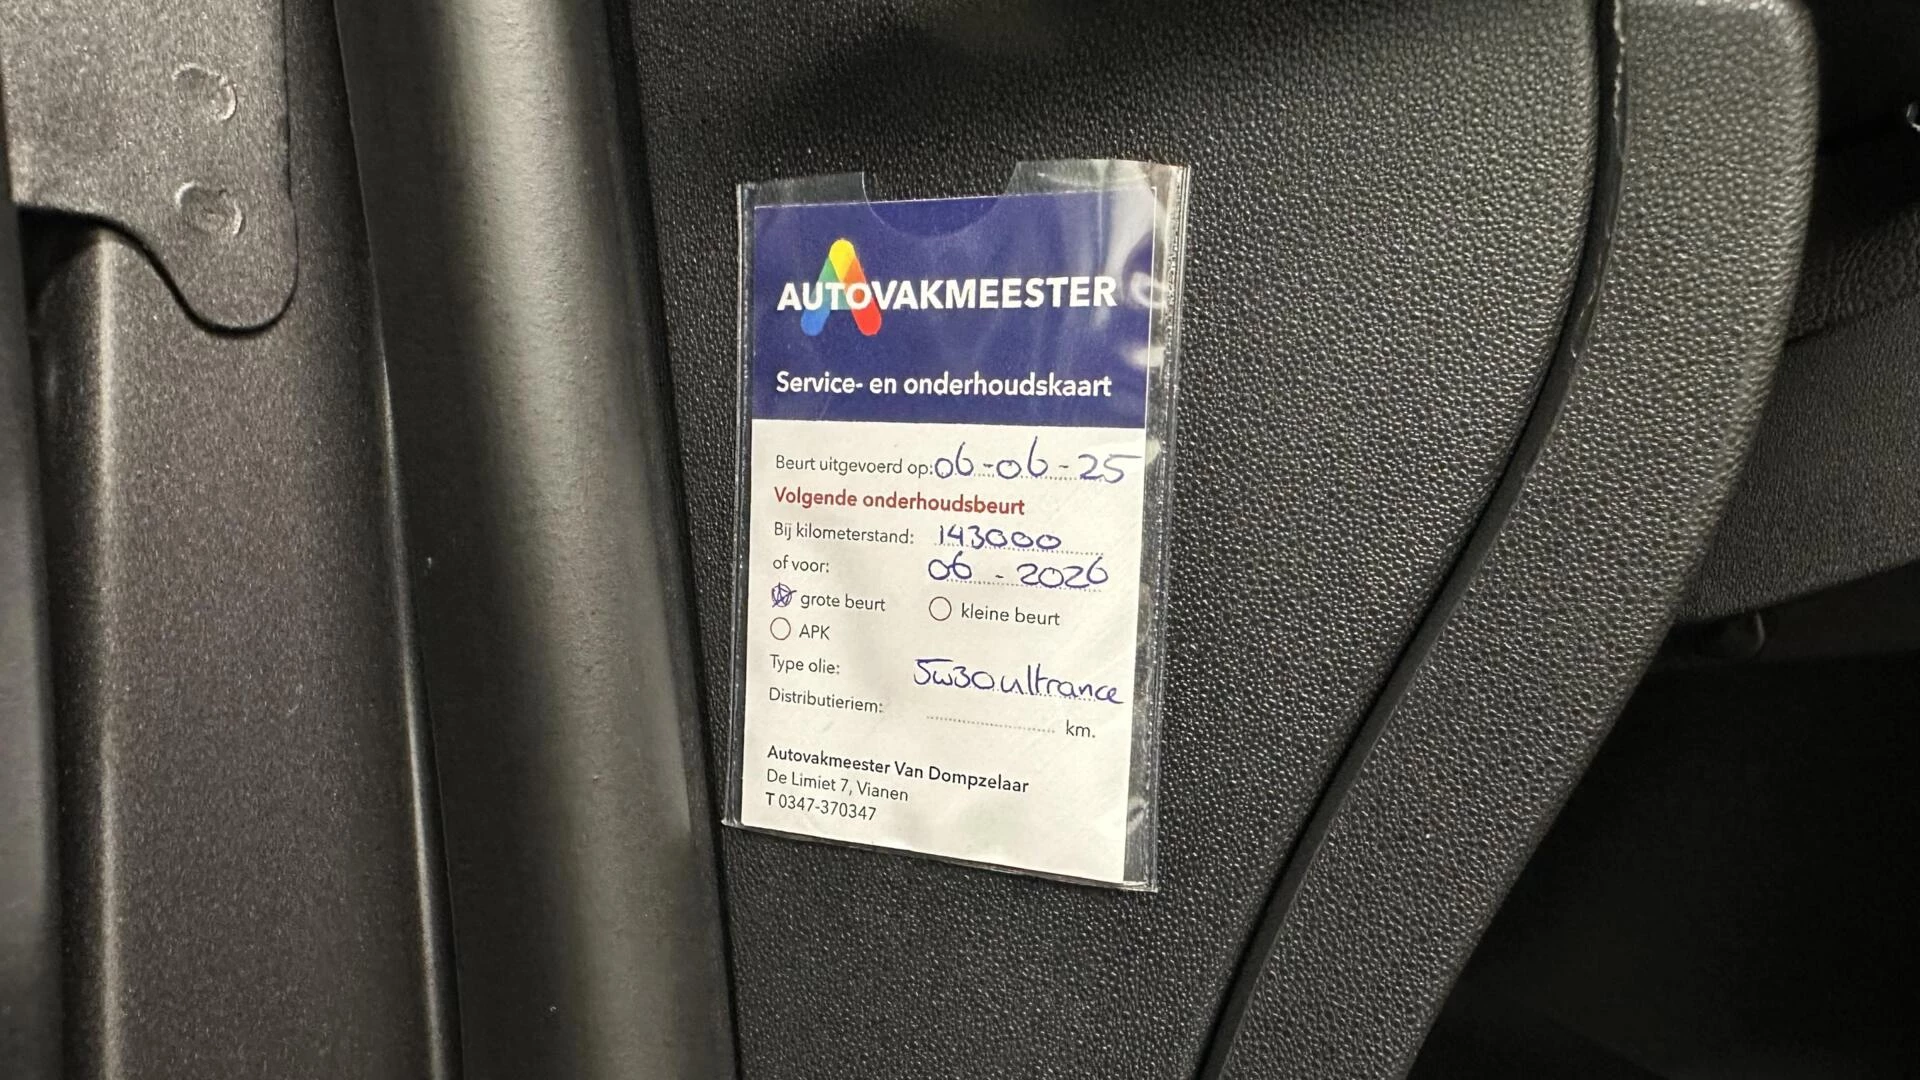 AUTOVAKMEESTER
Service- en onderhoudskaart
Beurt uitgevoerd op: 06-06-25
Volgende onderhoudsbeurt
Bij kilometerstand: 143000
of voor: 06-2026
grote beurt kleine beurt
APK
Type olie: 5w30 ultrance
Distributieriem: km.
Autovakmeester Van Dompzelaar
De Limiet 7, Vianen
T 0347-370347